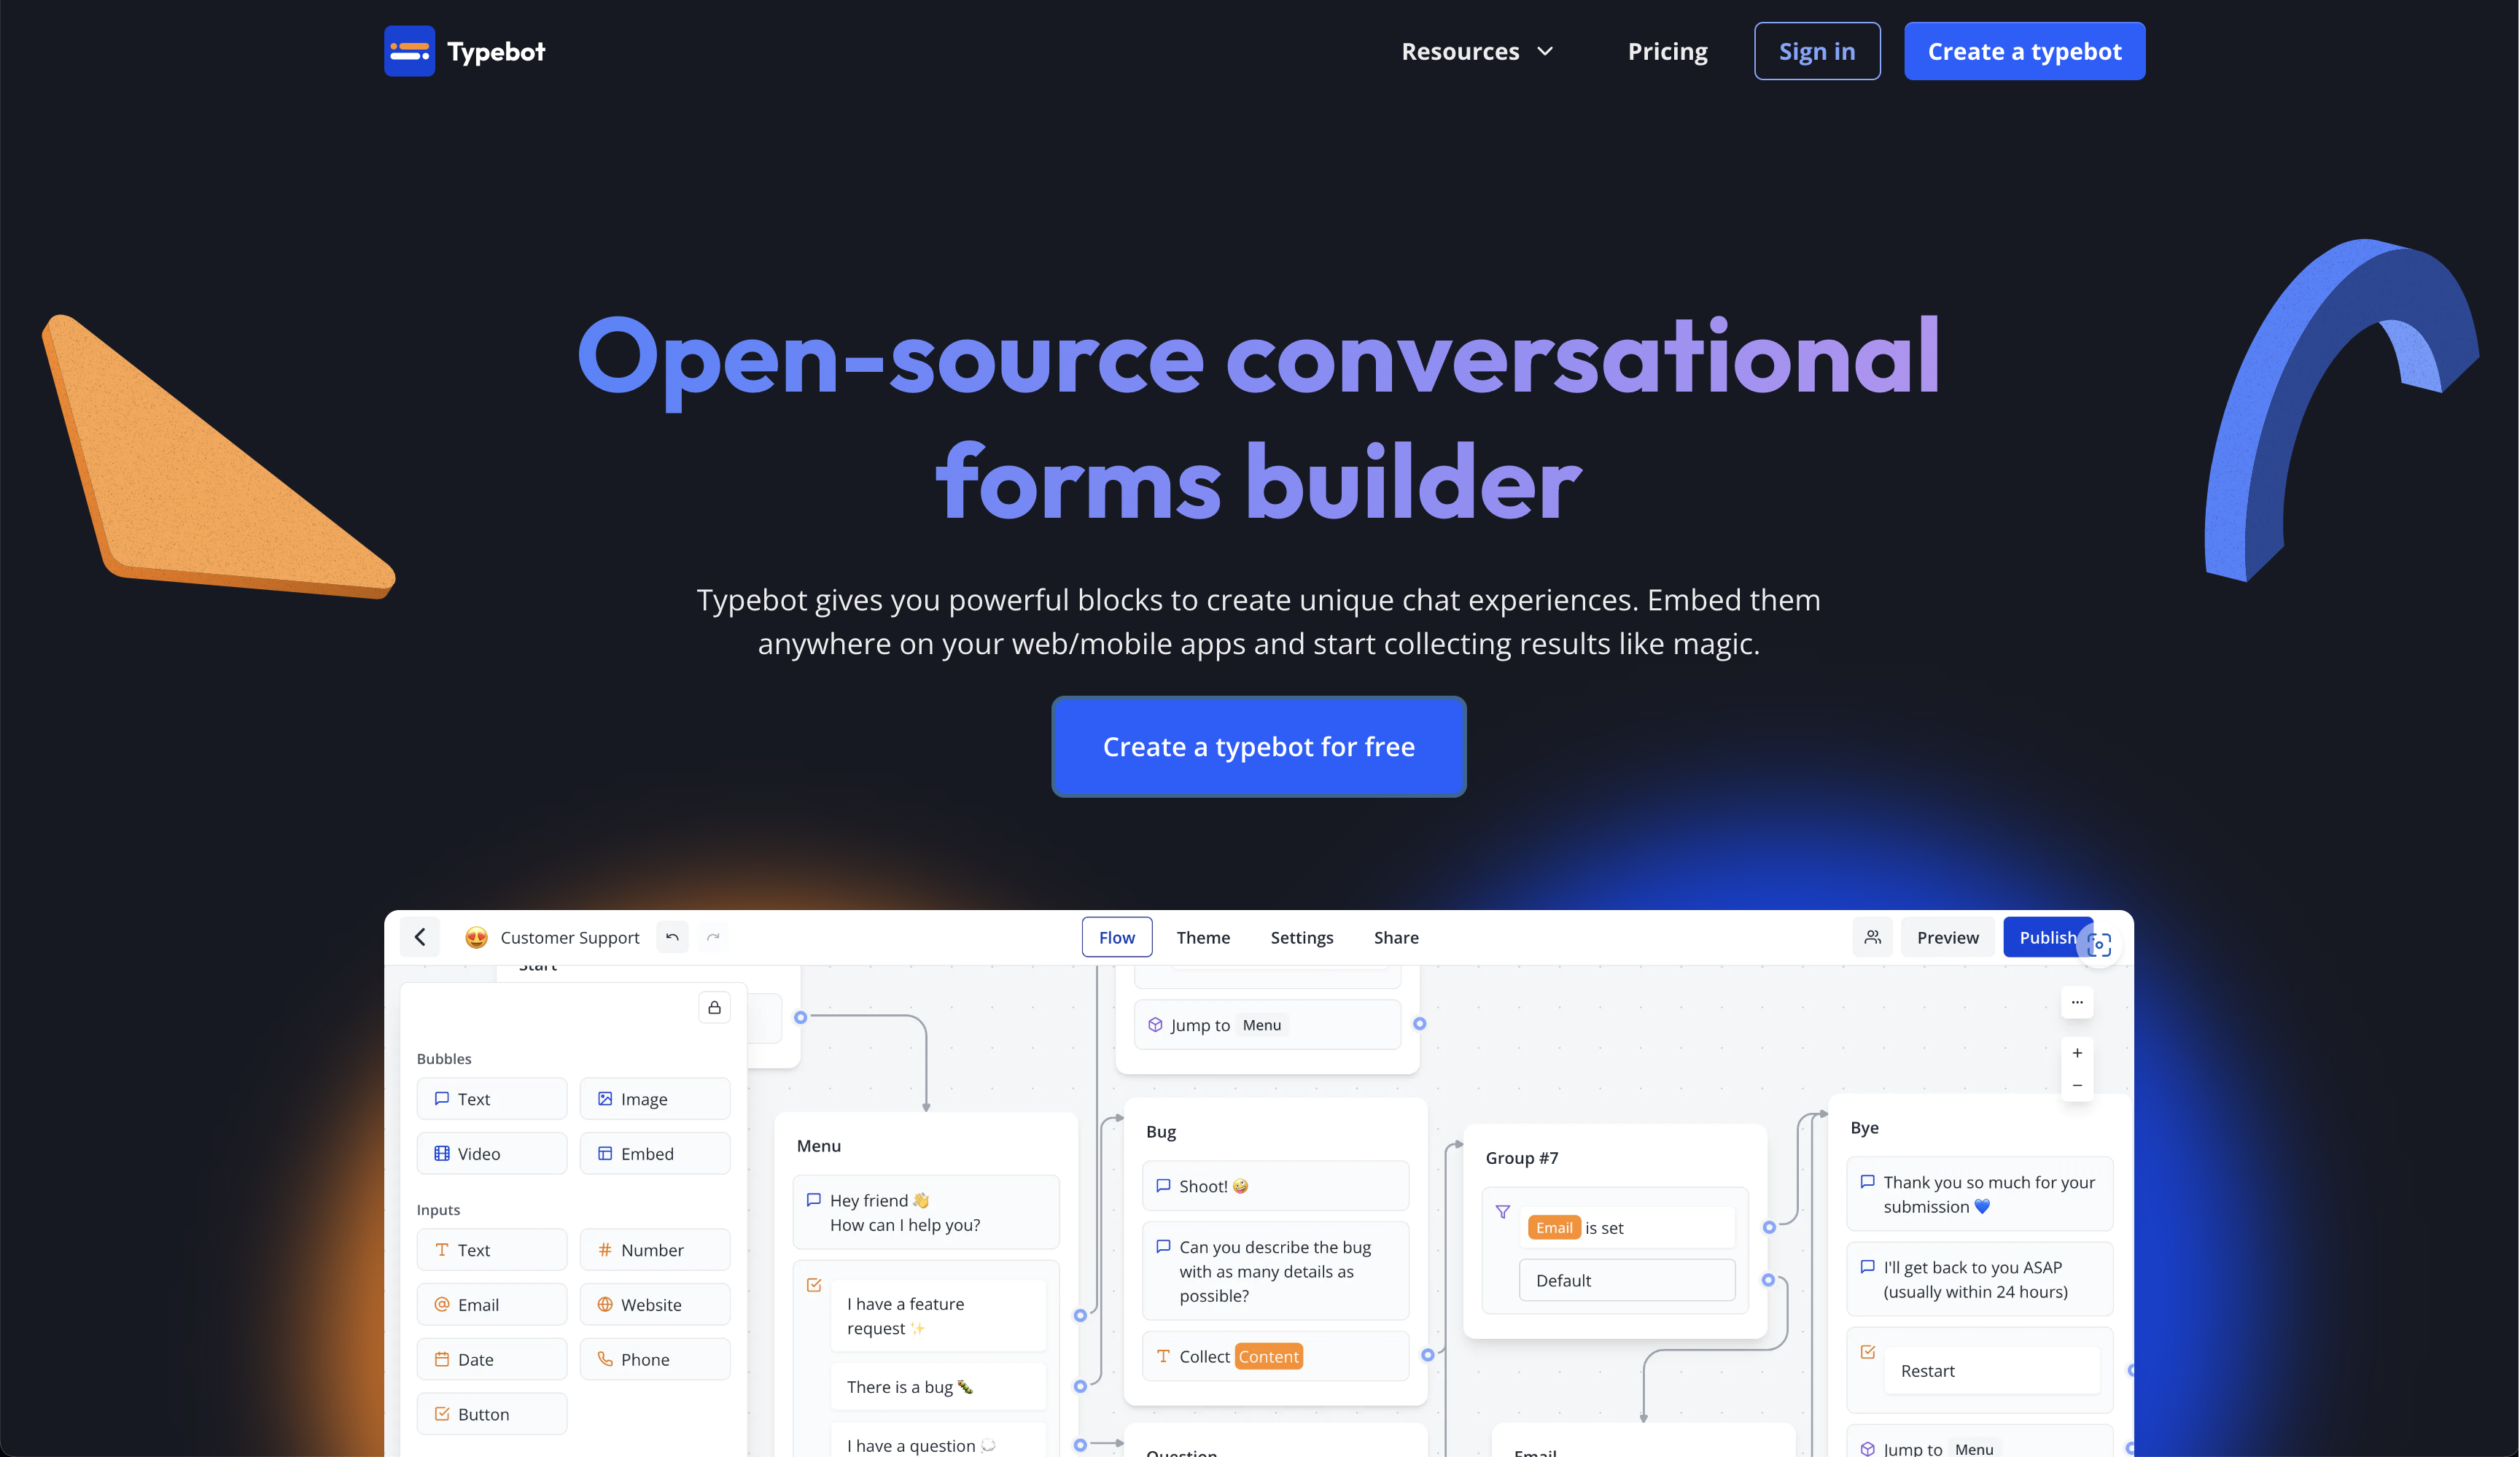 Typebot
Resources
Pricing
Sign in
Create a typebot
Open-source conversational
forms builder
Typebot gives you powerful blocks to create unique chat experiences. Embed them
anywhere on your web/mobile apps and start collecting results like magic.
Create a typebot for free
😍 Customer Support
Flow
Theme
Settings
Share
Preview
Publish
Start
Bubbles
Text
Image
Video
Embed
Inputs
Text
Number
Email
Website
Date
Phone
Button
Menu
Hey friend 👋
How can I help you?
I have a feature
request ✨
There is a bug 🐛
I have a question 💭
Jump to Menu
Bug
Shoot! 🤪
Can you describe the bug
with as many details as
possible?
Collect Content
Question
Group #7
Email is set
Default
Email
Bye
Thank you so much for your
submission 💙
I'll get back to you ASAP
(usually within 24 hours)
Restart
Jump to Menu